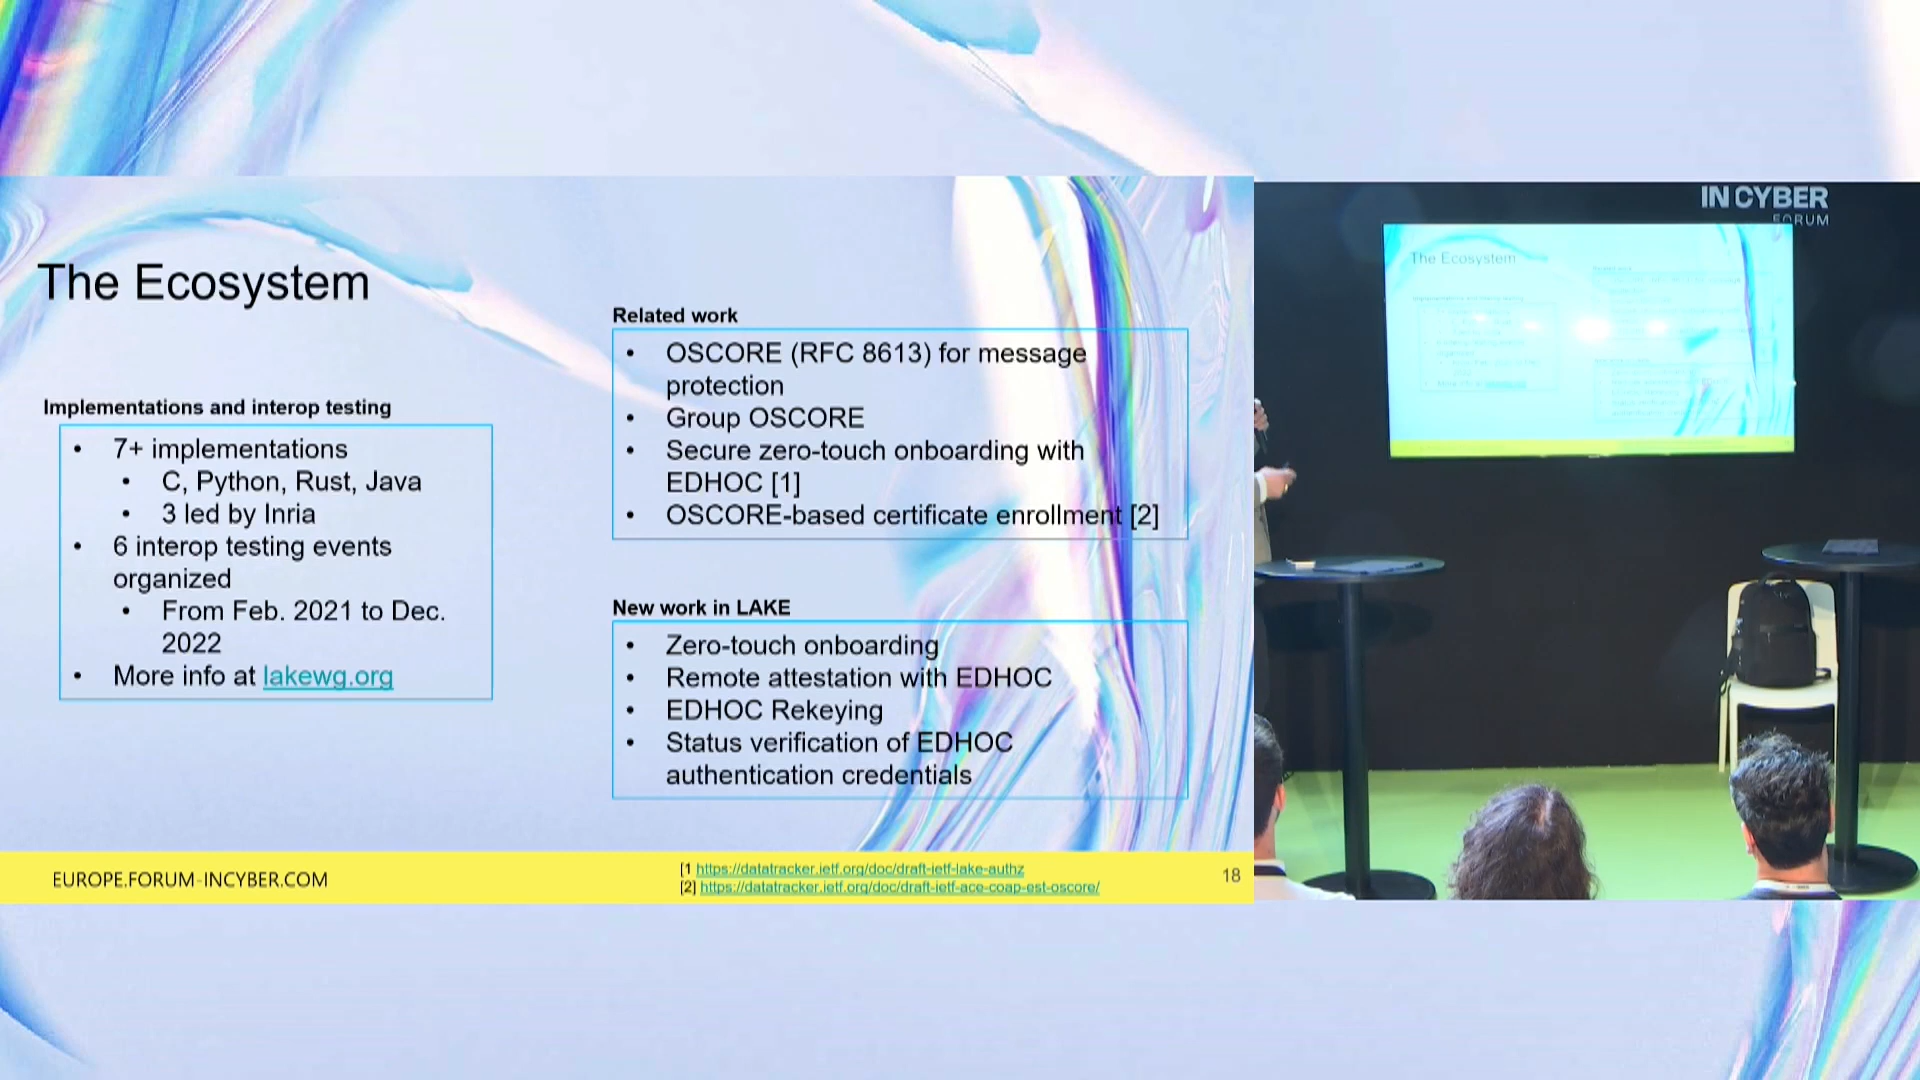 The Ecosystem
Implementations and interop testing
• 7+ implementations
• C, Python, Rust, Java
• 3 led by Inria
• 6 interop testing events
organized
• From Feb. 2021 to Dec.
2022
• More info at lakewg.org
Related work
• OSCORE (RFC 8613) for message
protection
• Group OSCORE
• Secure zero-touch onboarding with
EDHOC [1]
• OSCORE-based certificate enrollment [2]
New work in LAKE
• Zero-touch onboarding
• Remote attestation with EDHOC
• EDHOC Rekeying
• Status verification of EDHOC
authentication credentials
EUROPE.FORUM-INCYBER.COM
[1 https://datatracker.ietf.org/doc/draft-ietf-lake-authz
[2] https://datatracker.ietf.org/doc/draft-ietf-ace-coap-est-oscore/
18
IN CYBER
FORUM
The Ecosystem